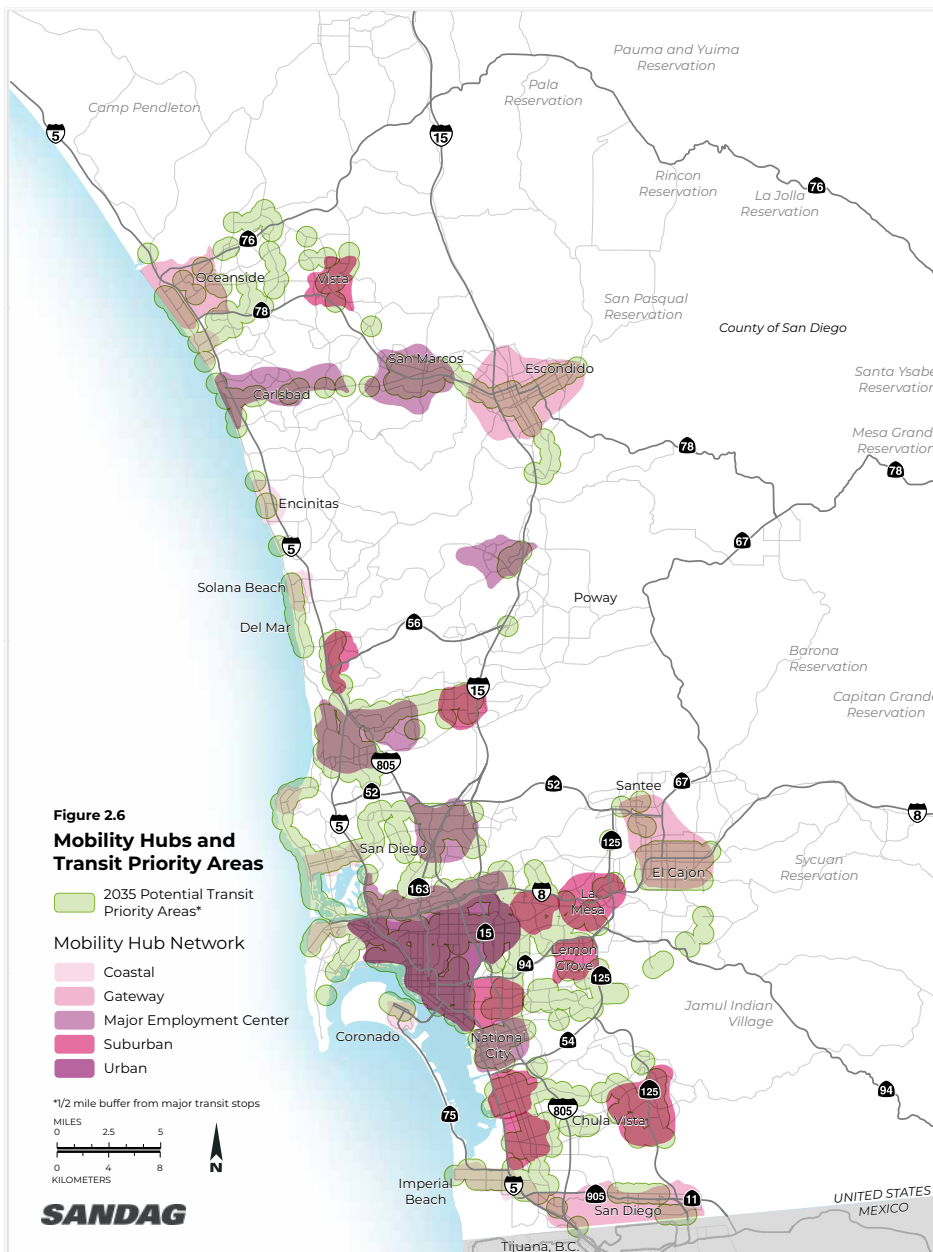 Pauma and Yuima
Reservation
Pala
Reservation
Camp Pendleton
5
15
Rincon
Reservation
La Jolla
Reservation
76
76
Oceanside
Vista
78
San Pasqual
Reservation
County of San Diego
San Marcos
Escondido
Santa Ysabe
Reservation
Carlsbad
Mesa Grand
Reservation
78
78
Encinitas
5
67
Solana Beach
Poway
Del Mar
56
Barona
Reservation
15
Capitan Grande
Reservation
805
52
52
Santee
67
8
5
125
San Diego
El Cajon
Sycuan
Reservation
163
8
La
Mesa
15
Lemon
Grove
94
125
Jamul Indian
Village
Coronado
National
City
54
125
94
805
75
Chula Vista
Imperial
Beach
5
905
11
San Diego
UNITED STATES
MEXICO
Tijuana, B.C.
Figure 2.6
Mobility Hubs and
Transit Priority Areas
2035 Potential Transit
Priority Areas*
Mobility Hub Network
Coastal
Gateway
Major Employment Center
Suburban
Urban
*1/2 mile buffer from major transit stops
MILES
0 2.5 5
0 4 8
KILOMETERS
N
SANDAG